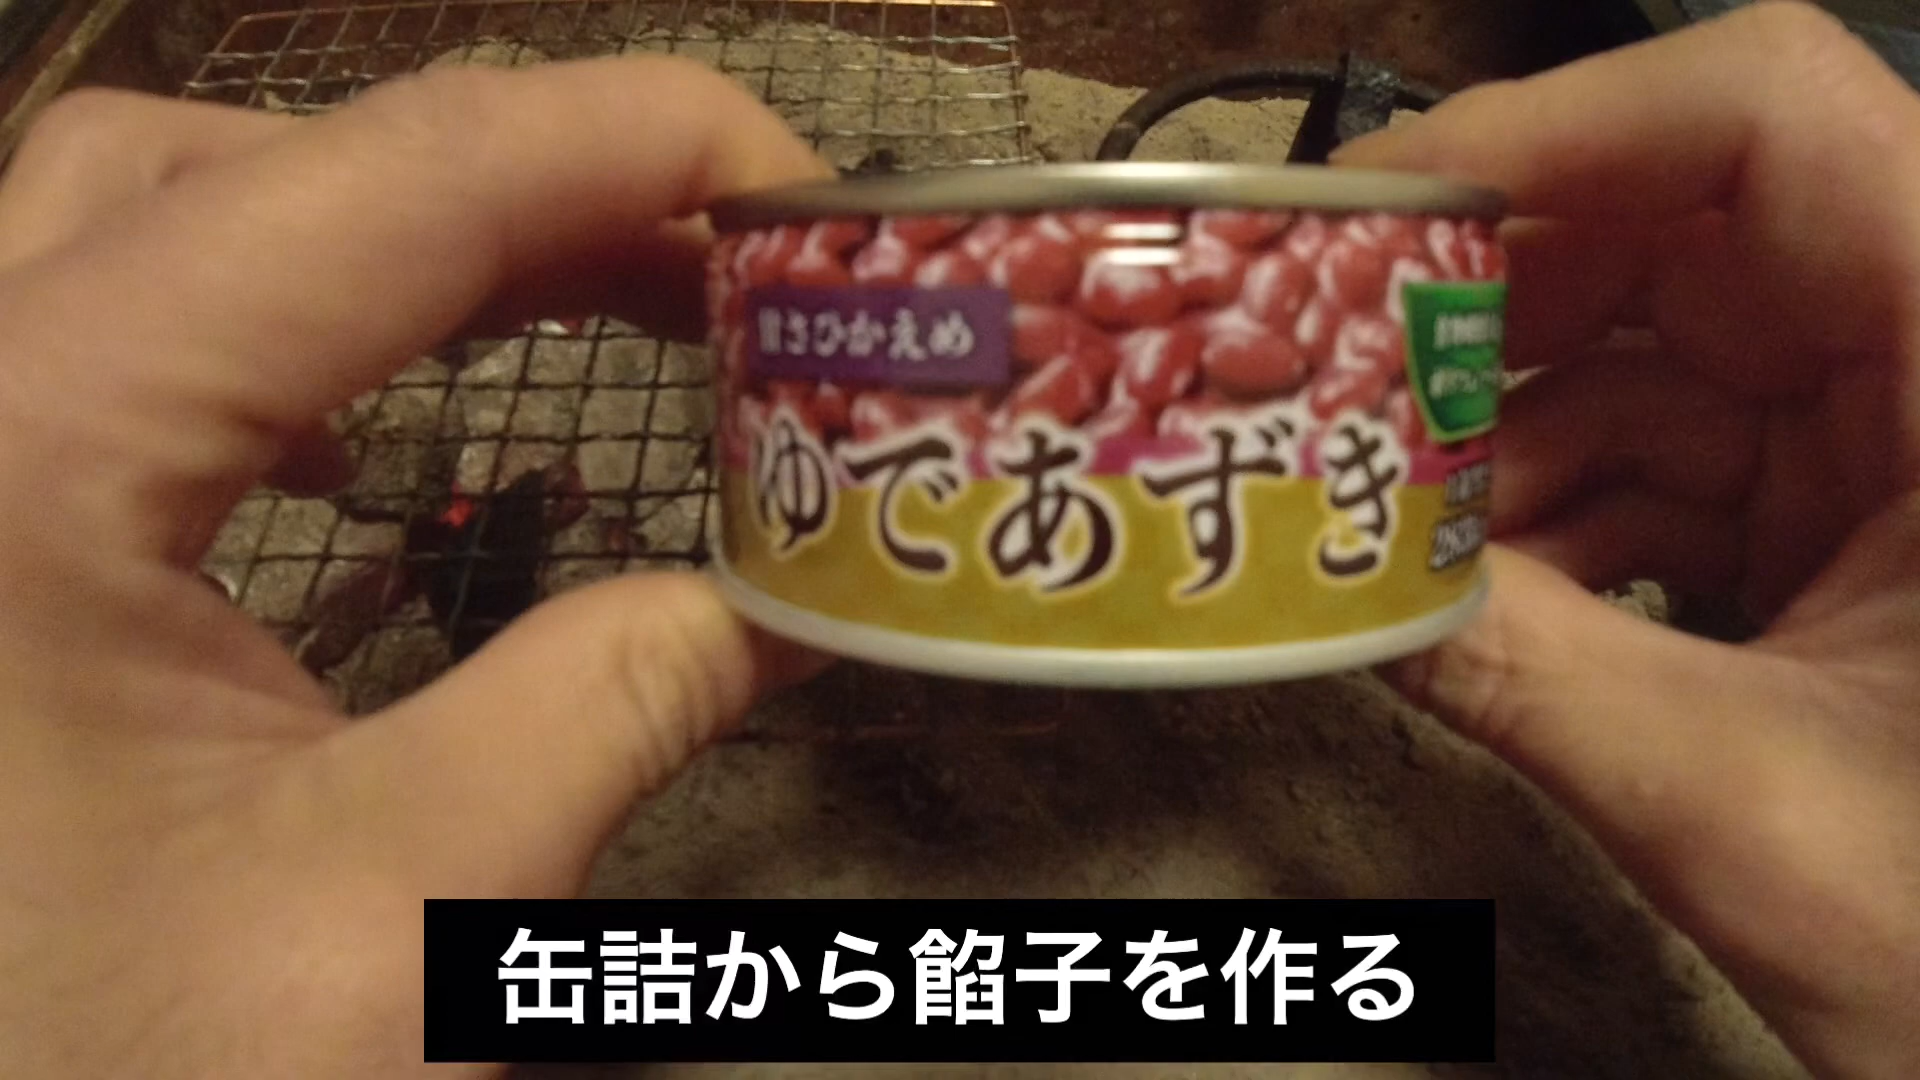 甘さひかえめ
ゆであずき
缶詰から餡子を作る